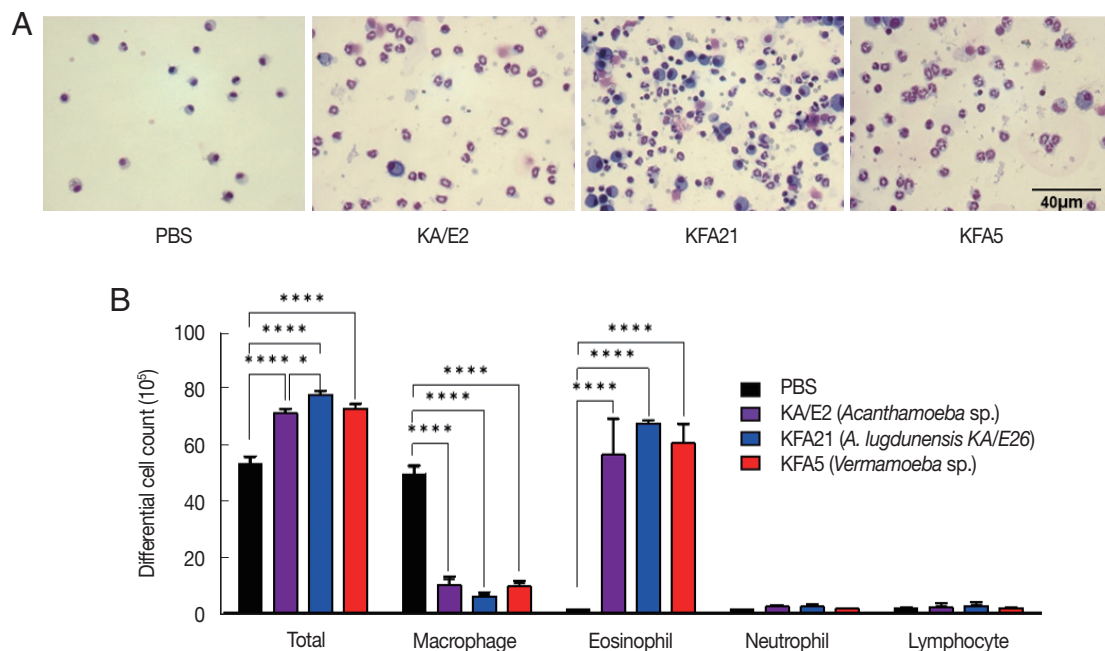 A
40μm
PBS
KA/E2
KFA21
KFA5
B
Differential cell count (10⁵)
100
80
60
40
20
0
****
****
**** *
****
****
****
****
****
****
PBS
KA/E2 (Acanthamoeba sp.)
KFA21 (A. lugdunensis KA/E26)
KFA5 (Vermamoeba sp.)
Total
Macrophage
Eosinophil
Neutrophil
Lymphocyte